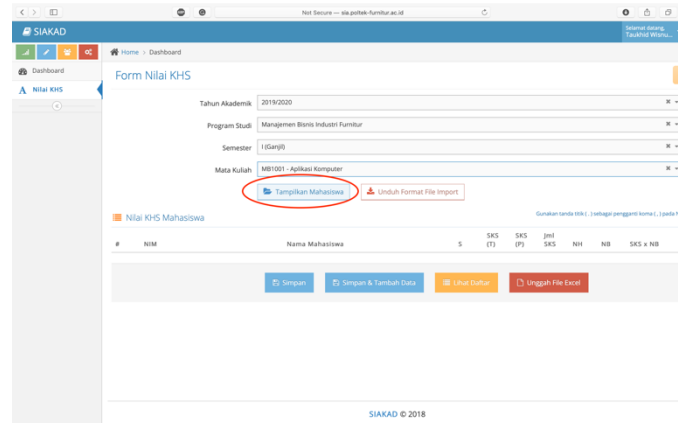 Not Secure — sia.poltek-furnitur.ac.id
SIAKAD
Selamat datang,
Taukhid Wisnu...
Home > Dashboard
Dashboard
Nilai KHS
Form Nilai KHS
Tahun Akademik 2019/2020
Program Studi Manajemen Bisnis Industri Furnitur
Semester I (Ganjil)
Mata Kuliah MB1001 - Aplikasi Komputer
Tampilkan Mahasiswa Unduh Format File Import
Nilai KHS Mahasiswa
Gunakan tanda titik ( . ) sebagai pengganti koma ( , ) pada
# NIM Nama Mahasiswa S SKS (T) SKS (P) Jml SKS NH NB SKS x NB
Simpan Simpan & Tambah Data Lihat Daftar Unggah File Excel
SIAKAD © 2018